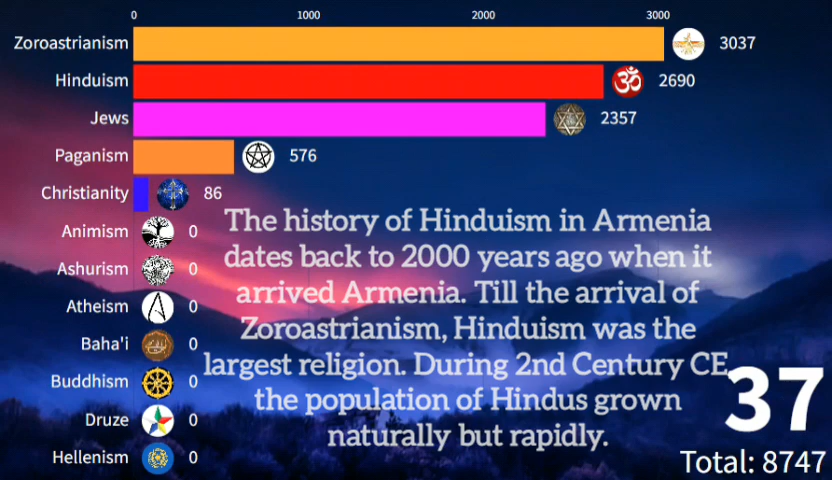 0 1000 2000 3000
Zoroastrianism 3037
Hinduism 2690
Jews 2357
Paganism 576
Christianity 86
Animism 0
Ashurism 0
Atheism 0
Baha'i 0
Buddhism 0
Druze 0
Hellenism 0
The history of Hinduism in Armenia
dates back to 2000 years ago when it
arrived Armenia. Till the arrival of
Zoroastrianism, Hinduism was the
largest religion. During 2nd Century CE,
the population of Hindus grown
naturally but rapidly.
37
Total: 8747